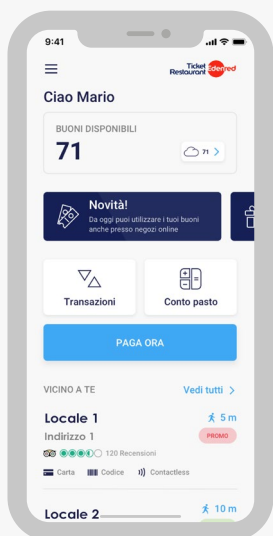 9:41
Ticket
Restaurant Edenred
Ciao Mario
BUONI DISPONIBILI
71
71
Novità!
Da oggi puoi utilizzare i tuoi buoni
anche presso negozi online
Transazioni
Conto pasto
PAGA ORA
VICINO A TE
Vedi tutti
Locale 1
5 m
Indirizzo 1
PROMO
120 Recensioni
Carta
Codice
Contactless
Locale 2
10 m